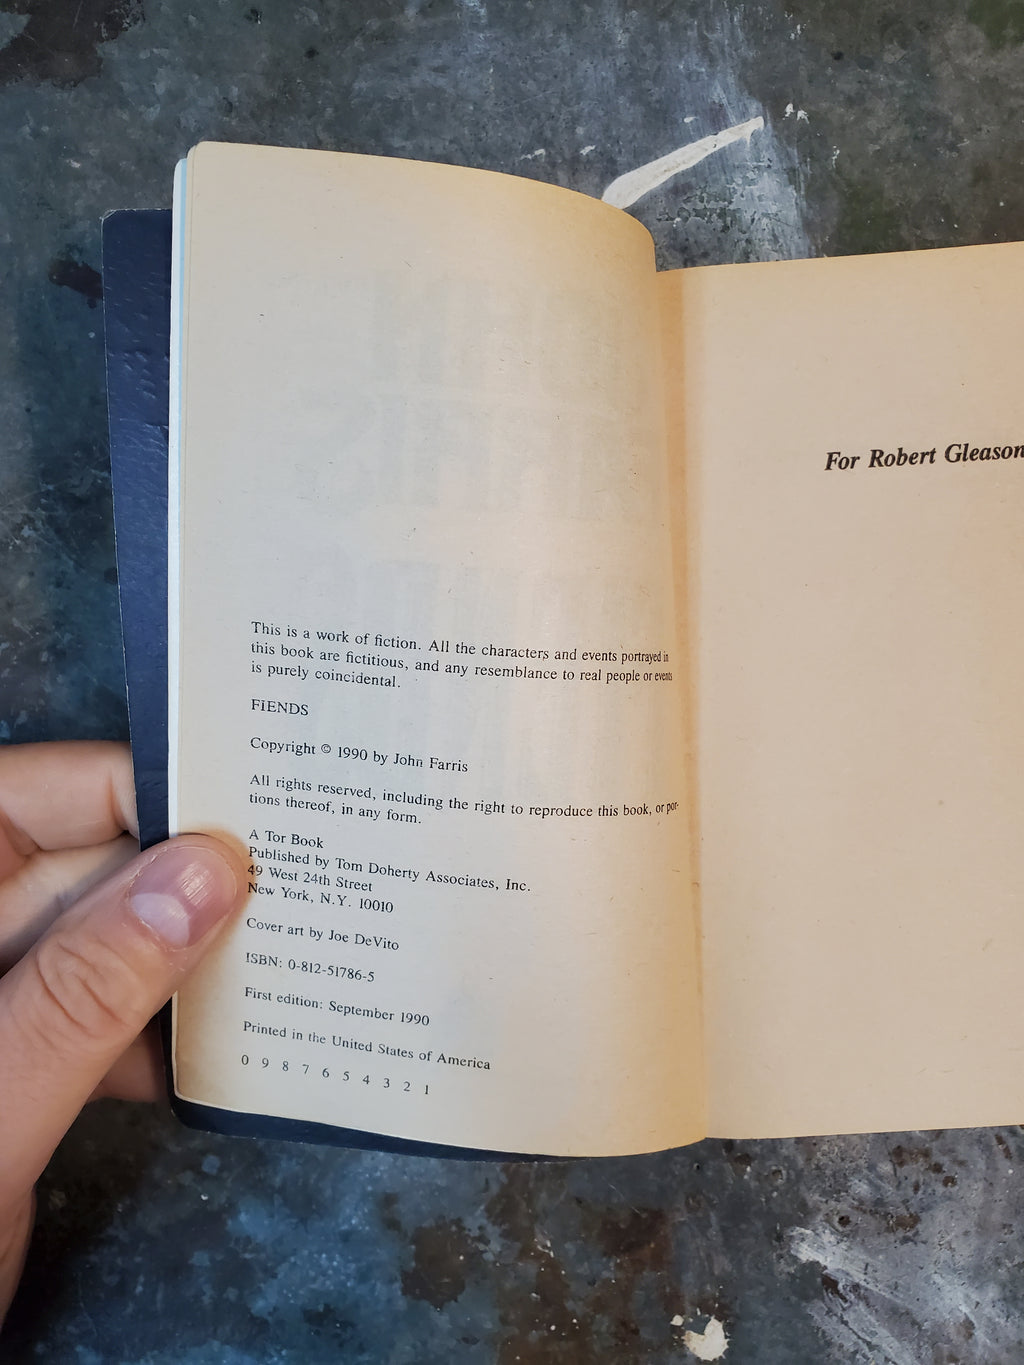 This is a work of fiction. All the characters and events portrayed in
this book are fictitious, and any resemblance to real people or events
is purely coincidental.
FIENDS
Copyright © 1990 by John Farris
All rights reserved, including the right to reproduce this book, or por-
tions thereof, in any form.
A Tor Book
Published by Tom Doherty Associates, Inc.
49 West 24th Street
New York, N.Y. 10010
Cover art by Joe DeVito
ISBN: 0-812-51786-5
First edition: September 1990
Printed in the United States of America
0 9 8 7 6 5 4 3 2 1
For Robert Gleason